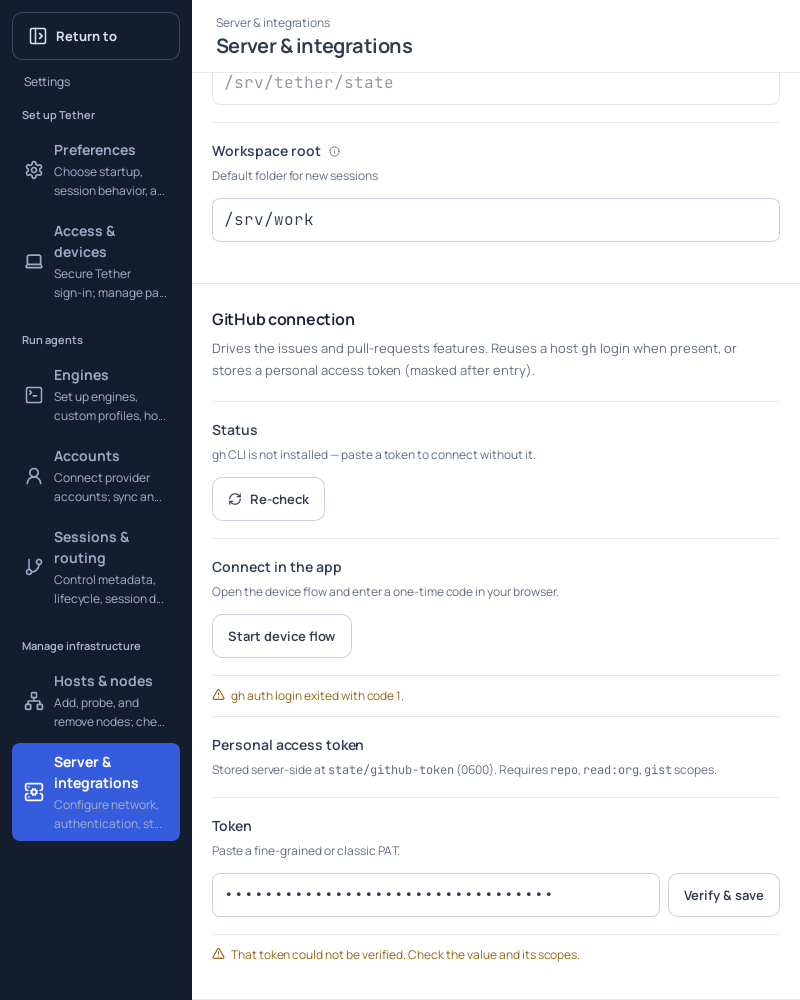 Return to
Settings
Set up Tether
Preferences
Choose startup,
session behavior, a...
Access &
devices
Secure Tether
sign-in; manage pa...
Run agents
Engines
Set up engines,
custom profiles, ho...
Accounts
Connect provider
accounts; sync an...
Sessions &
routing
Control metadata,
lifecycle, session d...
Manage infrastructure
Hosts & nodes
Add, probe, and
remove nodes; che...
Server &
integrations
Configure network,
authentication, st...
Server & integrations
Server & integrations
/srv/tether/state
Workspace root
Default folder for new sessions
/srv/work
GitHub connection
Drives the issues and pull-requests features. Reuses a host gh login when present, or
stores a personal access token (masked after entry).
Status
gh CLI is not installed — paste a token to connect without it.
Re-check
Connect in the app
Open the device flow and enter a one-time code in your browser.
Start device flow
gh auth login exited with code 1.
Personal access token
Stored server-side at state/github-token (0600). Requires repo, read:org, gist scopes.
Token
Paste a fine-grained or classic PAT.
•••••••••••••••••••••••••••••••••
Verify & save
That token could not be verified. Check the value and its scopes.